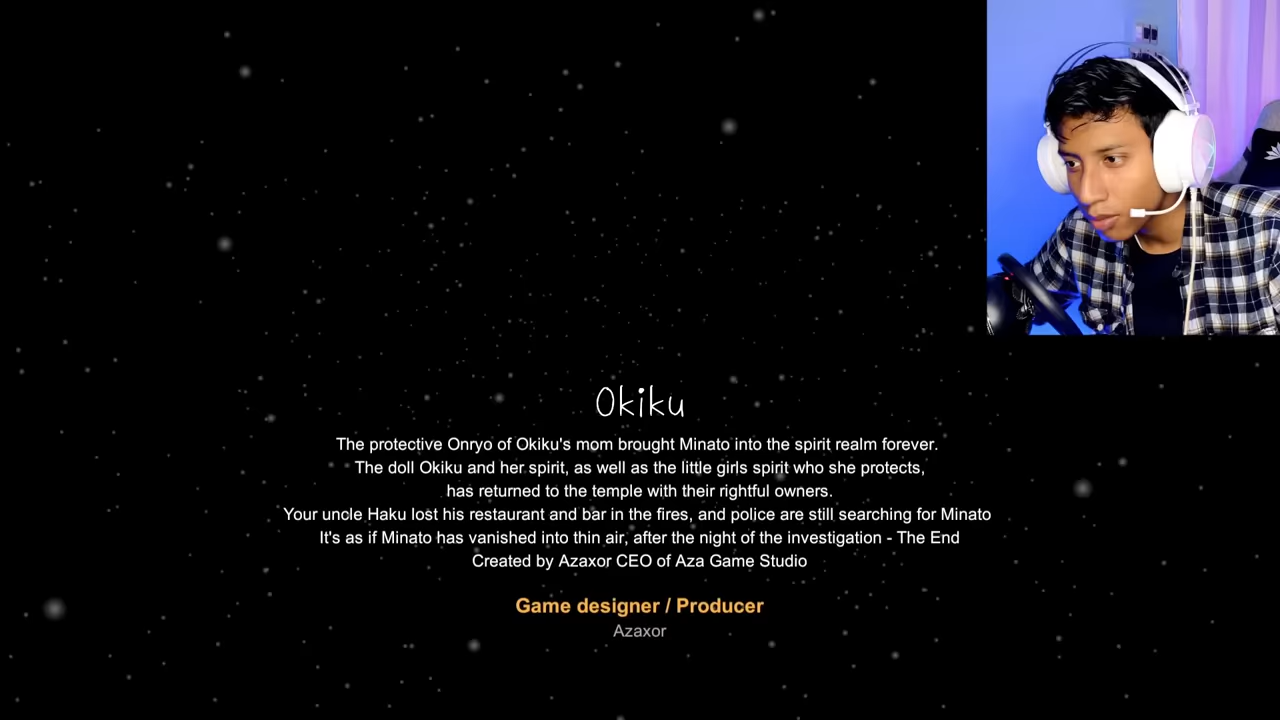 Okiku
The protective Onryo of Okiku's mom brought Minato into the spirit realm forever.
The doll Okiku and her spirit, as well as the little girls spirit who she protects,
has returned to the temple with their rightful owners.
Your uncle Haku lost his restaurant and bar in the fires, and police are still searching for Minato
It's as if Minato has vanished into thin air, after the night of the investigation - The End
Created by Azaxor CEO of Aza Game Studio
Game designer / Producer
Azaxor